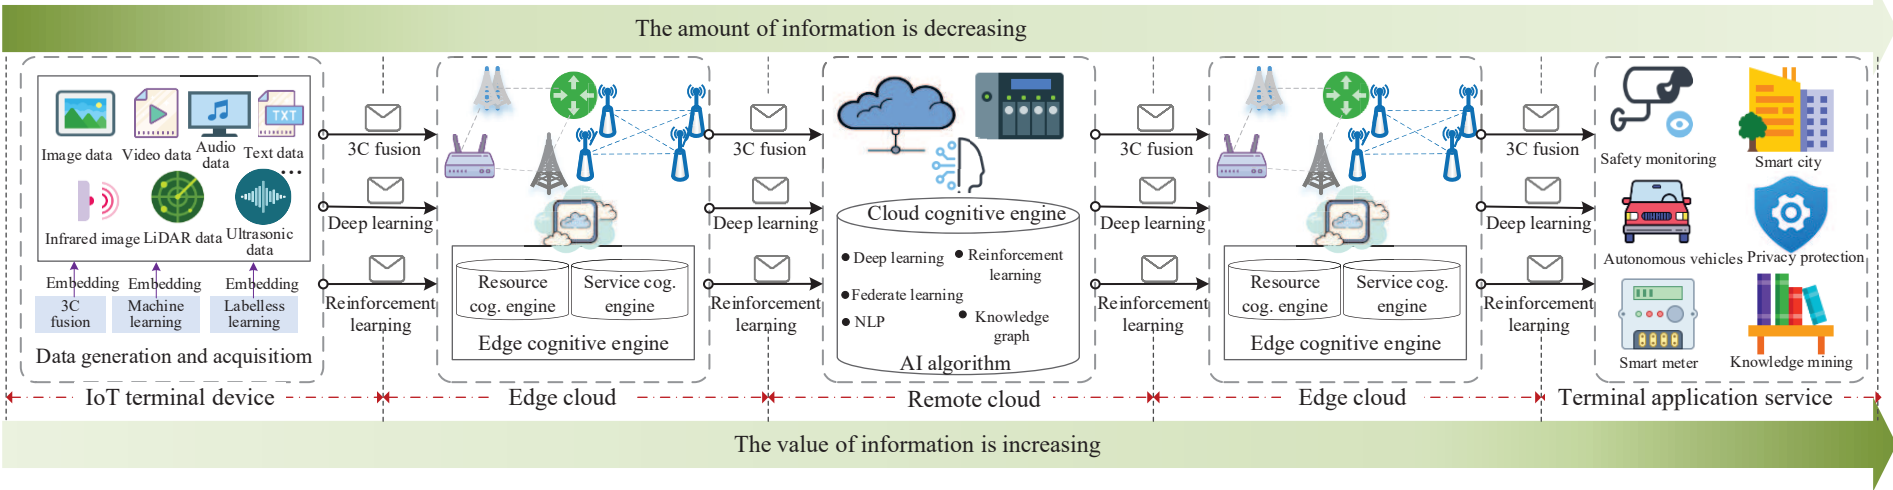 The amount of information is decreasing
Image data
Video data
Audio
data
TXT
Text data
...
Infrared image
LiDAR data
Ultrasonic
data
Embedding
Embedding
Embedding
3C
fusion
Machine
learning
Labelless
learning
Data generation and acquisitiom
3C fusion
Deep learning
Reinforcement
learning
Resource
cog. engine
Service cog.
engine
Edge cognitive engine
3C fusion
Deep learning
Reinforcement
learning
Cloud cognitive engine
Deep learning
Reinforcement
learning
Federate learning
NLP
Knowledge
graph
AI algorithm
3C fusion
Deep learning
Reinforcement
learning
Resource
cog. engine
Service cog.
engine
Edge cognitive engine
3C fusion
Deep learning
Reinforcement
learning
Safety monitoring
Smart city
Autonomous vehicles
Privacy protection
Smart meter
Knowledge mining
IoT terminal device
Edge cloud
Remote cloud
Edge cloud
Terminal application service
The value of information is increasing